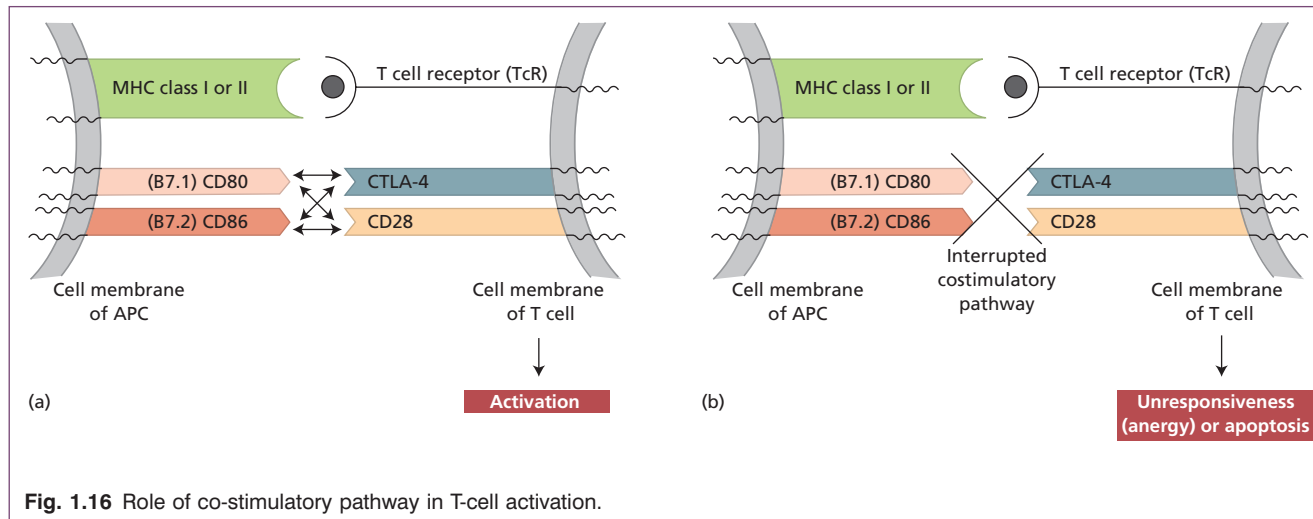 MHC class I or II
T cell receptor (TcR)
(B7.1) CD80
CTLA-4
(B7.2) CD86
CD28
Cell membrane
of APC
Cell membrane
of T cell
Activation
(a)
MHC class I or II
T cell receptor (TcR)
(B7.1) CD80
CTLA-4
(B7.2) CD86
CD28
Interrupted
costimulatory
pathway
Cell membrane
of APC
Cell membrane
of T cell
Unresponsiveness
(anergy) or apoptosis
(b)
Fig. 1.16 Role of co-stimulatory pathway in T-cell activation.